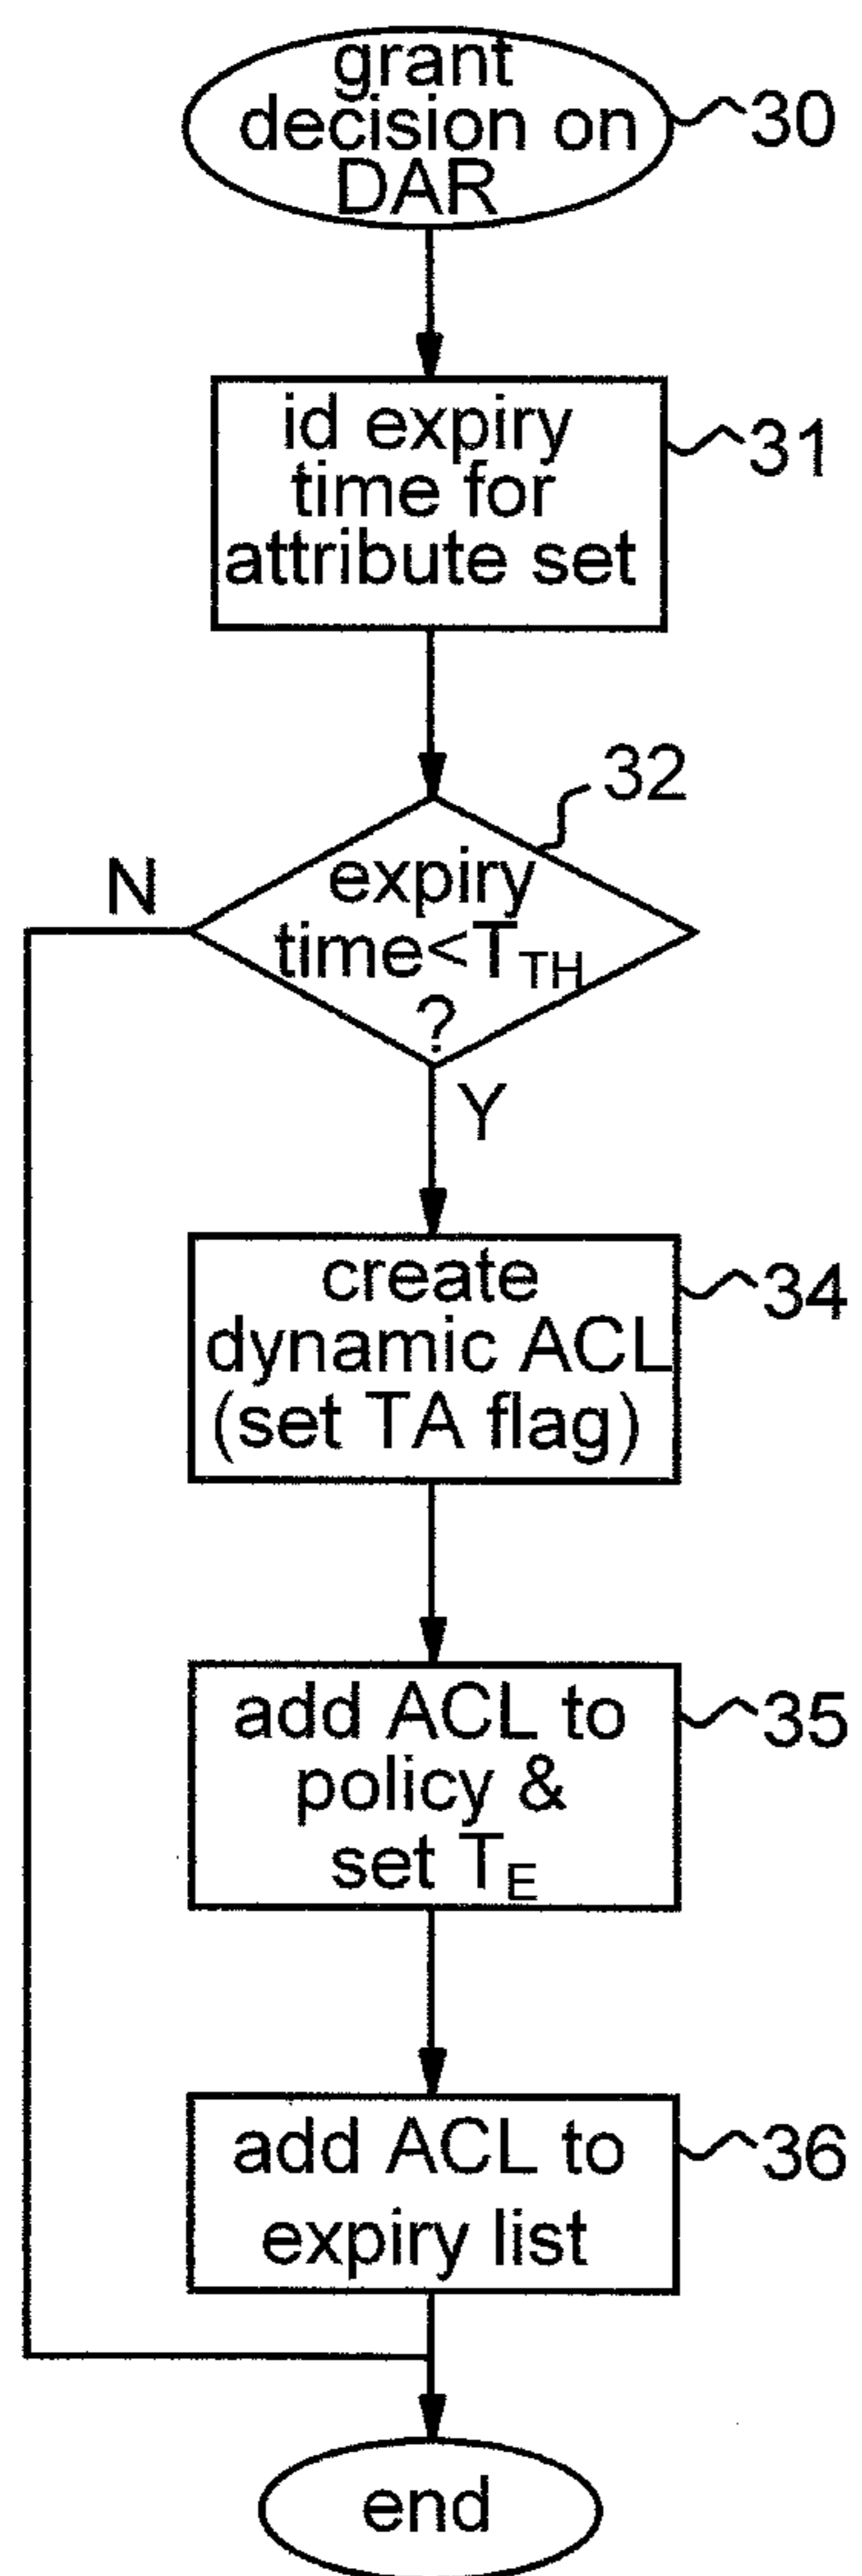 grant
decision on
DAR
30
id expiry
time for
attribute set
31
32
N
expiry
time<T_TH
?
Y
create
dynamic ACL
(set TA flag)
34
add ACL to
policy &
set T_E
35
add ACL to
expiry list
36
end